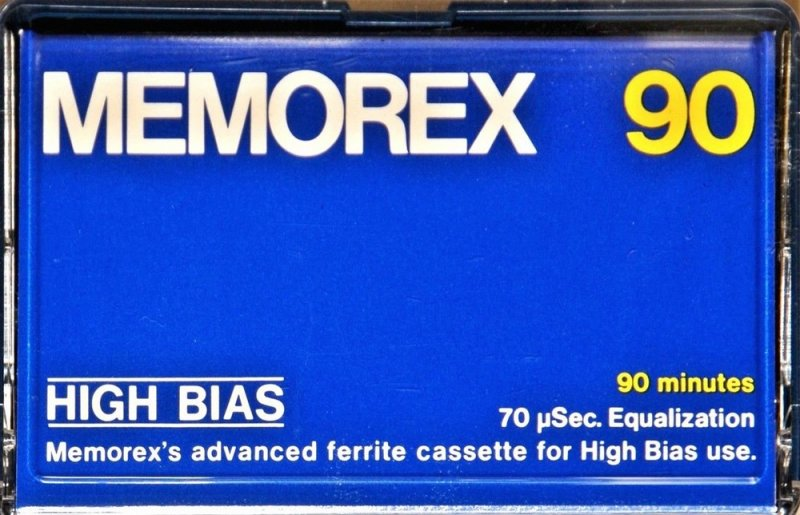 MEMOREX 90
90 minutes
HIGH BIAS
70 µSec. Equalization
Memorex's advanced ferrite cassette for High Bias use.